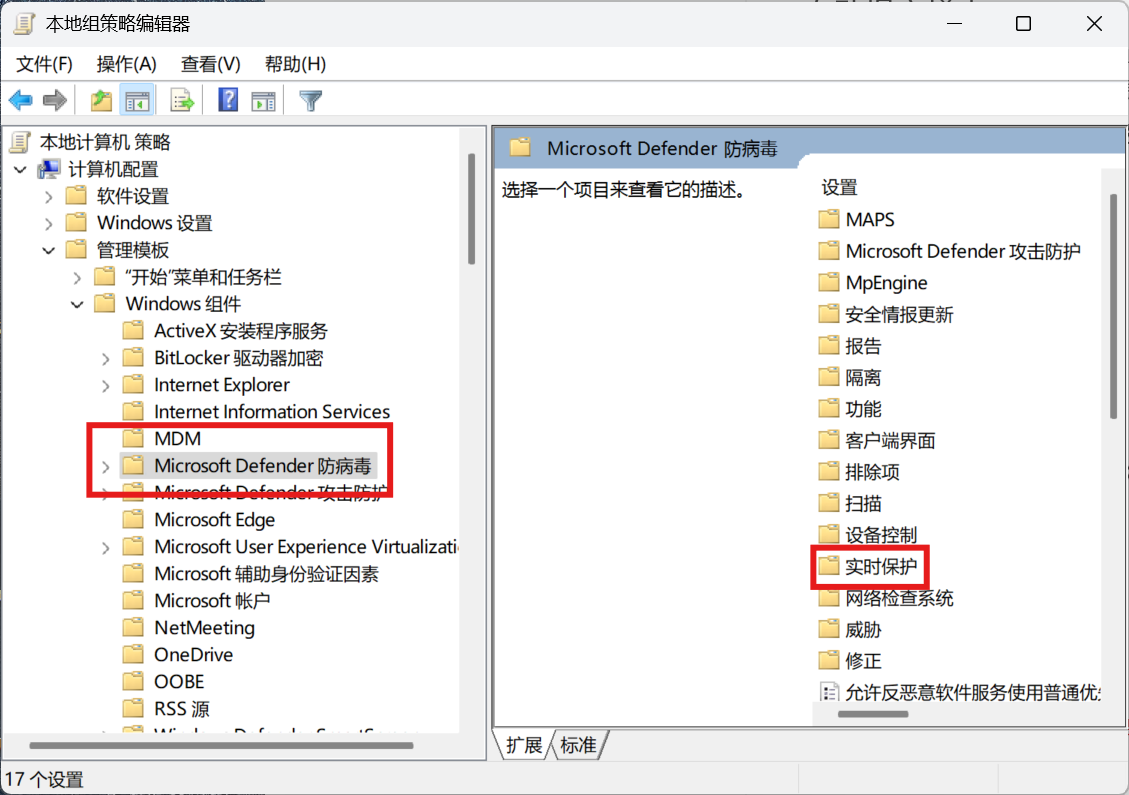 本地组策略编辑器
文件(F) 操作(A) 查看(V) 帮助(H)
本地计算机 策略
计算机配置
软件设置
Windows 设置
管理模板
“开始”菜单和任务栏
Windows 组件
ActiveX 安装程序服务
BitLocker 驱动器加密
Internet Explorer
Internet Information Services
MDM
Microsoft Defender 防病毒
Microsoft Defender 攻击防护
Microsoft Edge
Microsoft User Experience Virtualizati
Microsoft 辅助身份验证因素
Microsoft 帐户
NetMeeting
OneDrive
OOBE
RSS 源
Microsoft Defender 防病毒
选择一个项目来查看它的描述。
设置
MAPS
Microsoft Defender 攻击防护
MpEngine
安全情报更新
报告
隔离
功能
客户端界面
排除项
扫描
设备控制
实时保护
网络检查系统
威胁
修正
允许反恶意软件服务使用普通优
扩展 标准
17 个设置